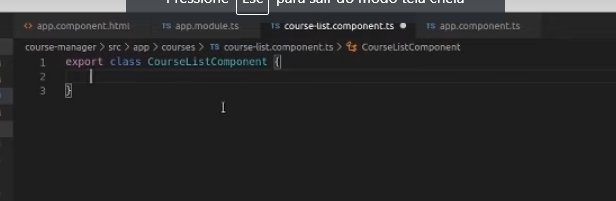 Pressione Esc para sair do modo tela cheia
<> app.component.html TS app.module.ts TS course-list.component.ts ● TS app.component.ts
course-manager > src > app > courses > TS course-list.component.ts > CourseListComponent
1 export class CourseListComponent {
2
3 }